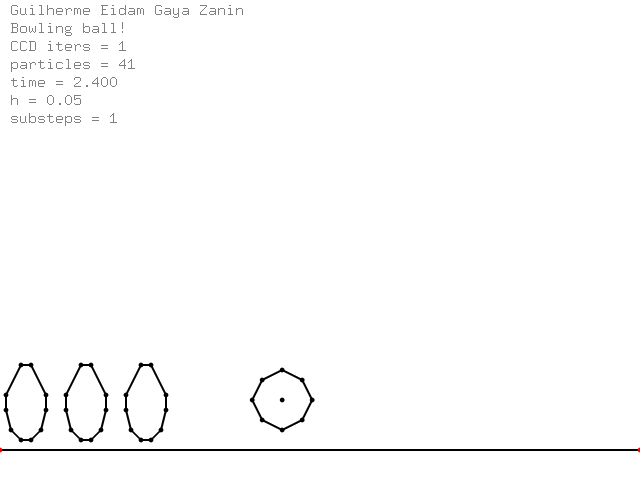 Guilherme Eidam Gaya Zanin
Bowling ball!
CCD iters = 1
particles = 41
time = 2.400
h = 0.05
substeps = 1